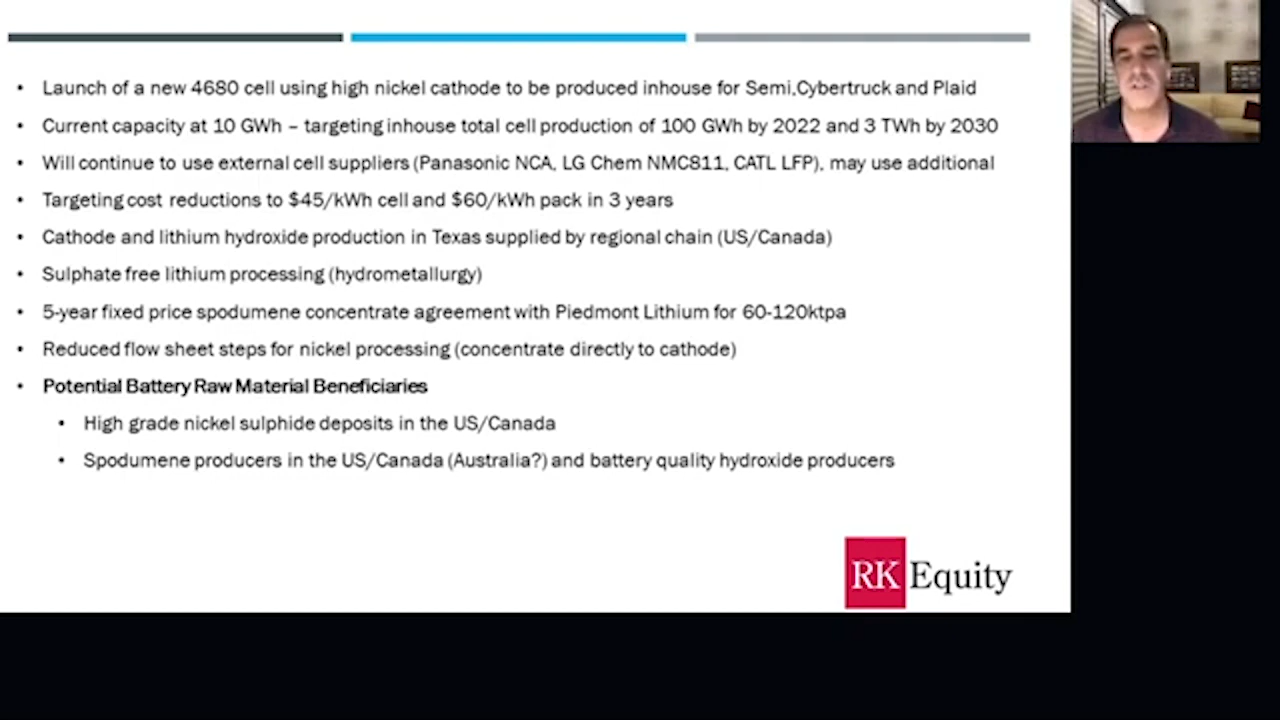 • Launch of a new 4680 cell using high nickel cathode to be produced inhouse for Semi,Cybertruck and Plaid
• Current capacity at 10 GWh – targeting inhouse total cell production of 100 GWh by 2022 and 3 TWh by 2030
• Will continue to use external cell suppliers (Panasonic NCA, LG Chem NMC811, CATL LFP), may use additional
• Targeting cost reductions to $45/kWh cell and $60/kWh pack in 3 years
• Cathode and lithium hydroxide production in Texas supplied by regional chain (US/Canada)
• Sulphate free lithium processing (hydrometallurgy)
• 5-year fixed price spodumene concentrate agreement with Piedmont Lithium for 60-120ktpa
• Reduced flow sheet steps for nickel processing (concentrate directly to cathode)
• Potential Battery Raw Material Beneficiaries
• High grade nickel sulphide deposits in the US/Canada
• Spodumene producers in the US/Canada (Australia?) and battery quality hydroxide producers
RK Equity